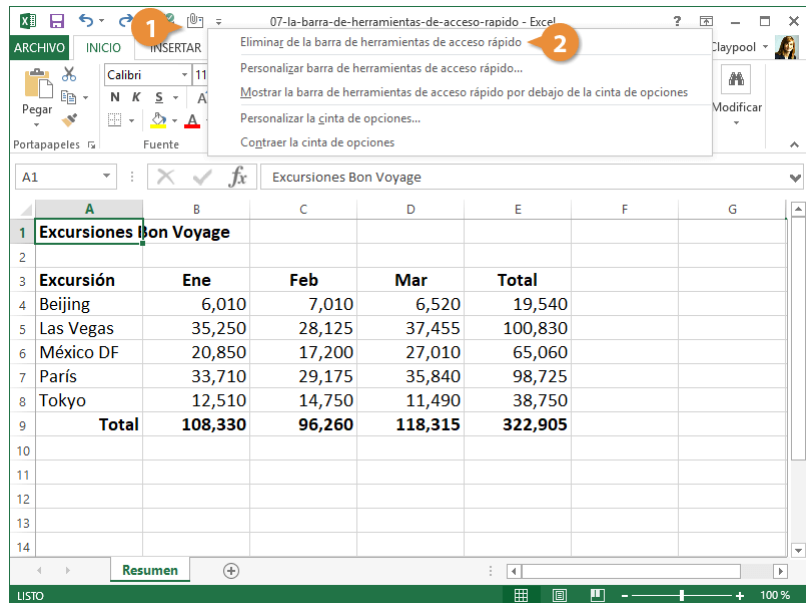 1
07-la-barra-de-herramientas-de-acceso-rapido - Excel
?
ARCHIVO INICIO INSERTAR Claypool
Eliminar de la barra de herramientas de acceso rápido 2
Personalizar barra de herramientas de acceso rápido...
Mostrar la barra de herramientas de acceso rápido por debajo de la cinta de opciones
Personalizar la cinta de opciones...
Contraer la cinta de opciones
Calibri 11
N K S A
A
Pegar
Modificar
Portapapeles Fuente
A1 fx Excursiones Bon Voyage
A B C D E F G
1 Excursiones Bon Voyage
2
3 Excursión Ene Feb Mar Total
4 Beijing 6,010 7,010 6,520 19,540
5 Las Vegas 35,250 28,125 37,455 100,830
6 México DF 20,850 17,200 27,010 65,060
7 París 33,710 29,175 35,840 98,725
8 Tokyo 12,510 14,750 11,490 38,750
9 Total 108,330 96,260 118,315 322,905
10
11
12
13
14
Resumen
LISTO 100 %